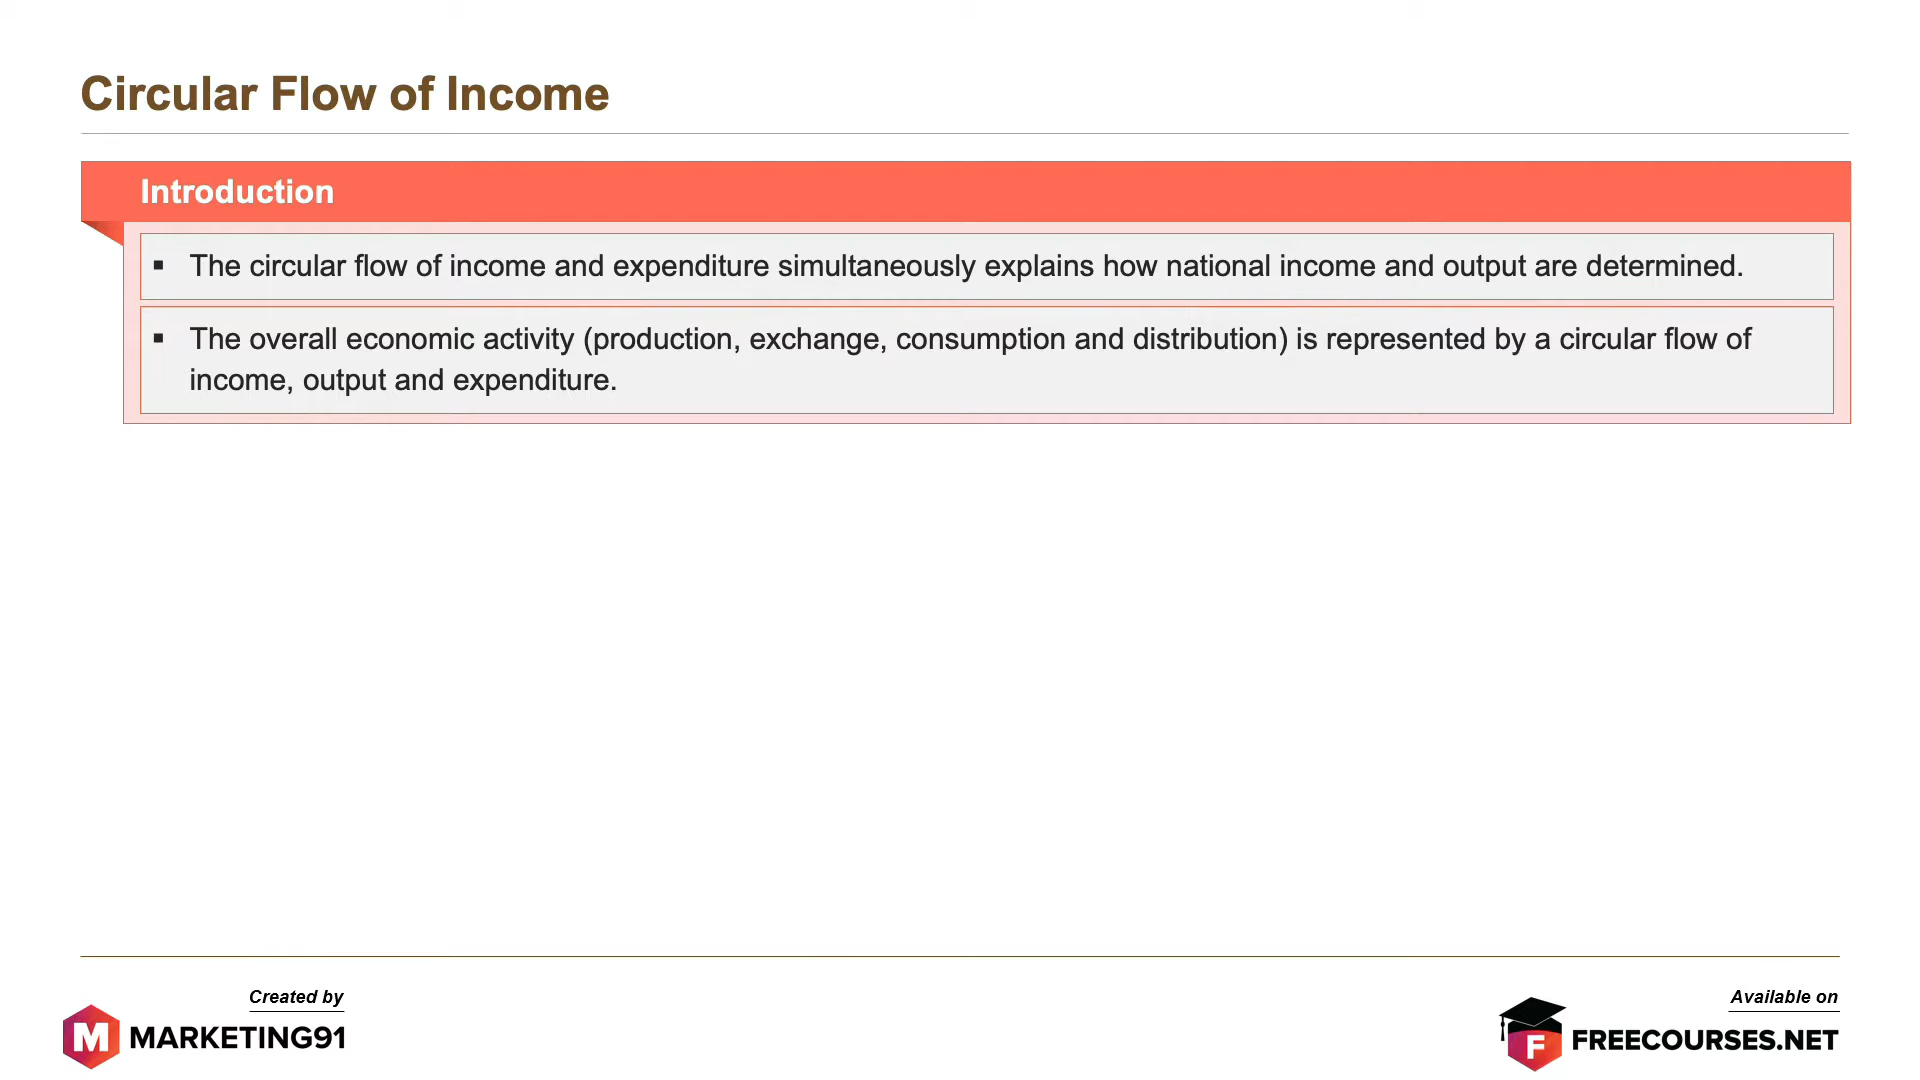 Circular Flow of Income
Introduction
▪ The circular flow of income and expenditure simultaneously explains how national income and output are determined.
▪ The overall economic activity (production, exchange, consumption and distribution) is represented by a circular flow of
income, output and expenditure.
Created by
M MARKETING91
Available on
F FREECOURSES.NET